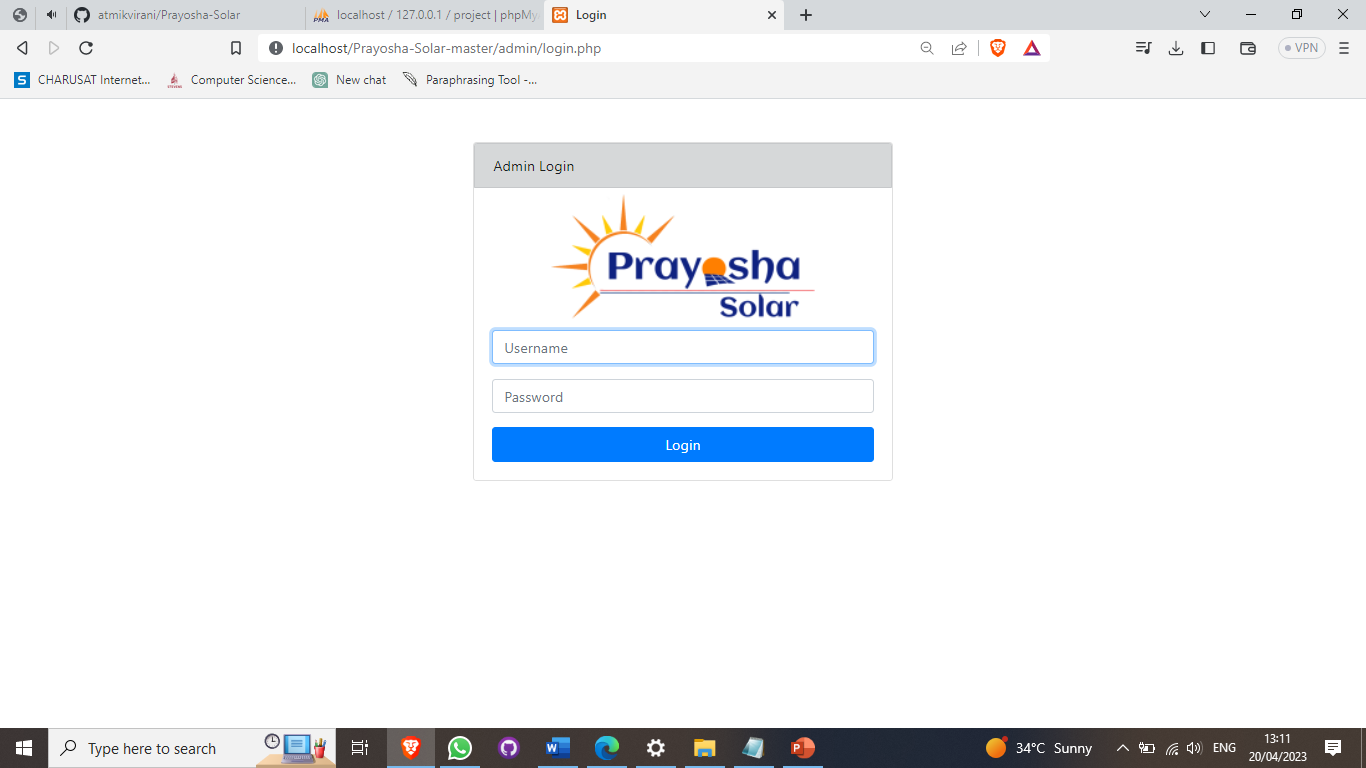 atmikvirani/Prayosha-Solar
localhost / 127.0.0.1 / project | phpMy
Login
localhost/Prayosha-Solar-master/admin/login.php
VPN
CHARUSAT Internet...
Computer Science...
New chat
Paraphrasing Tool -...
Admin Login
Prayosha
Solar
Username
Password
Login
Type here to search
34°C Sunny
ENG
13:11
20/04/2023